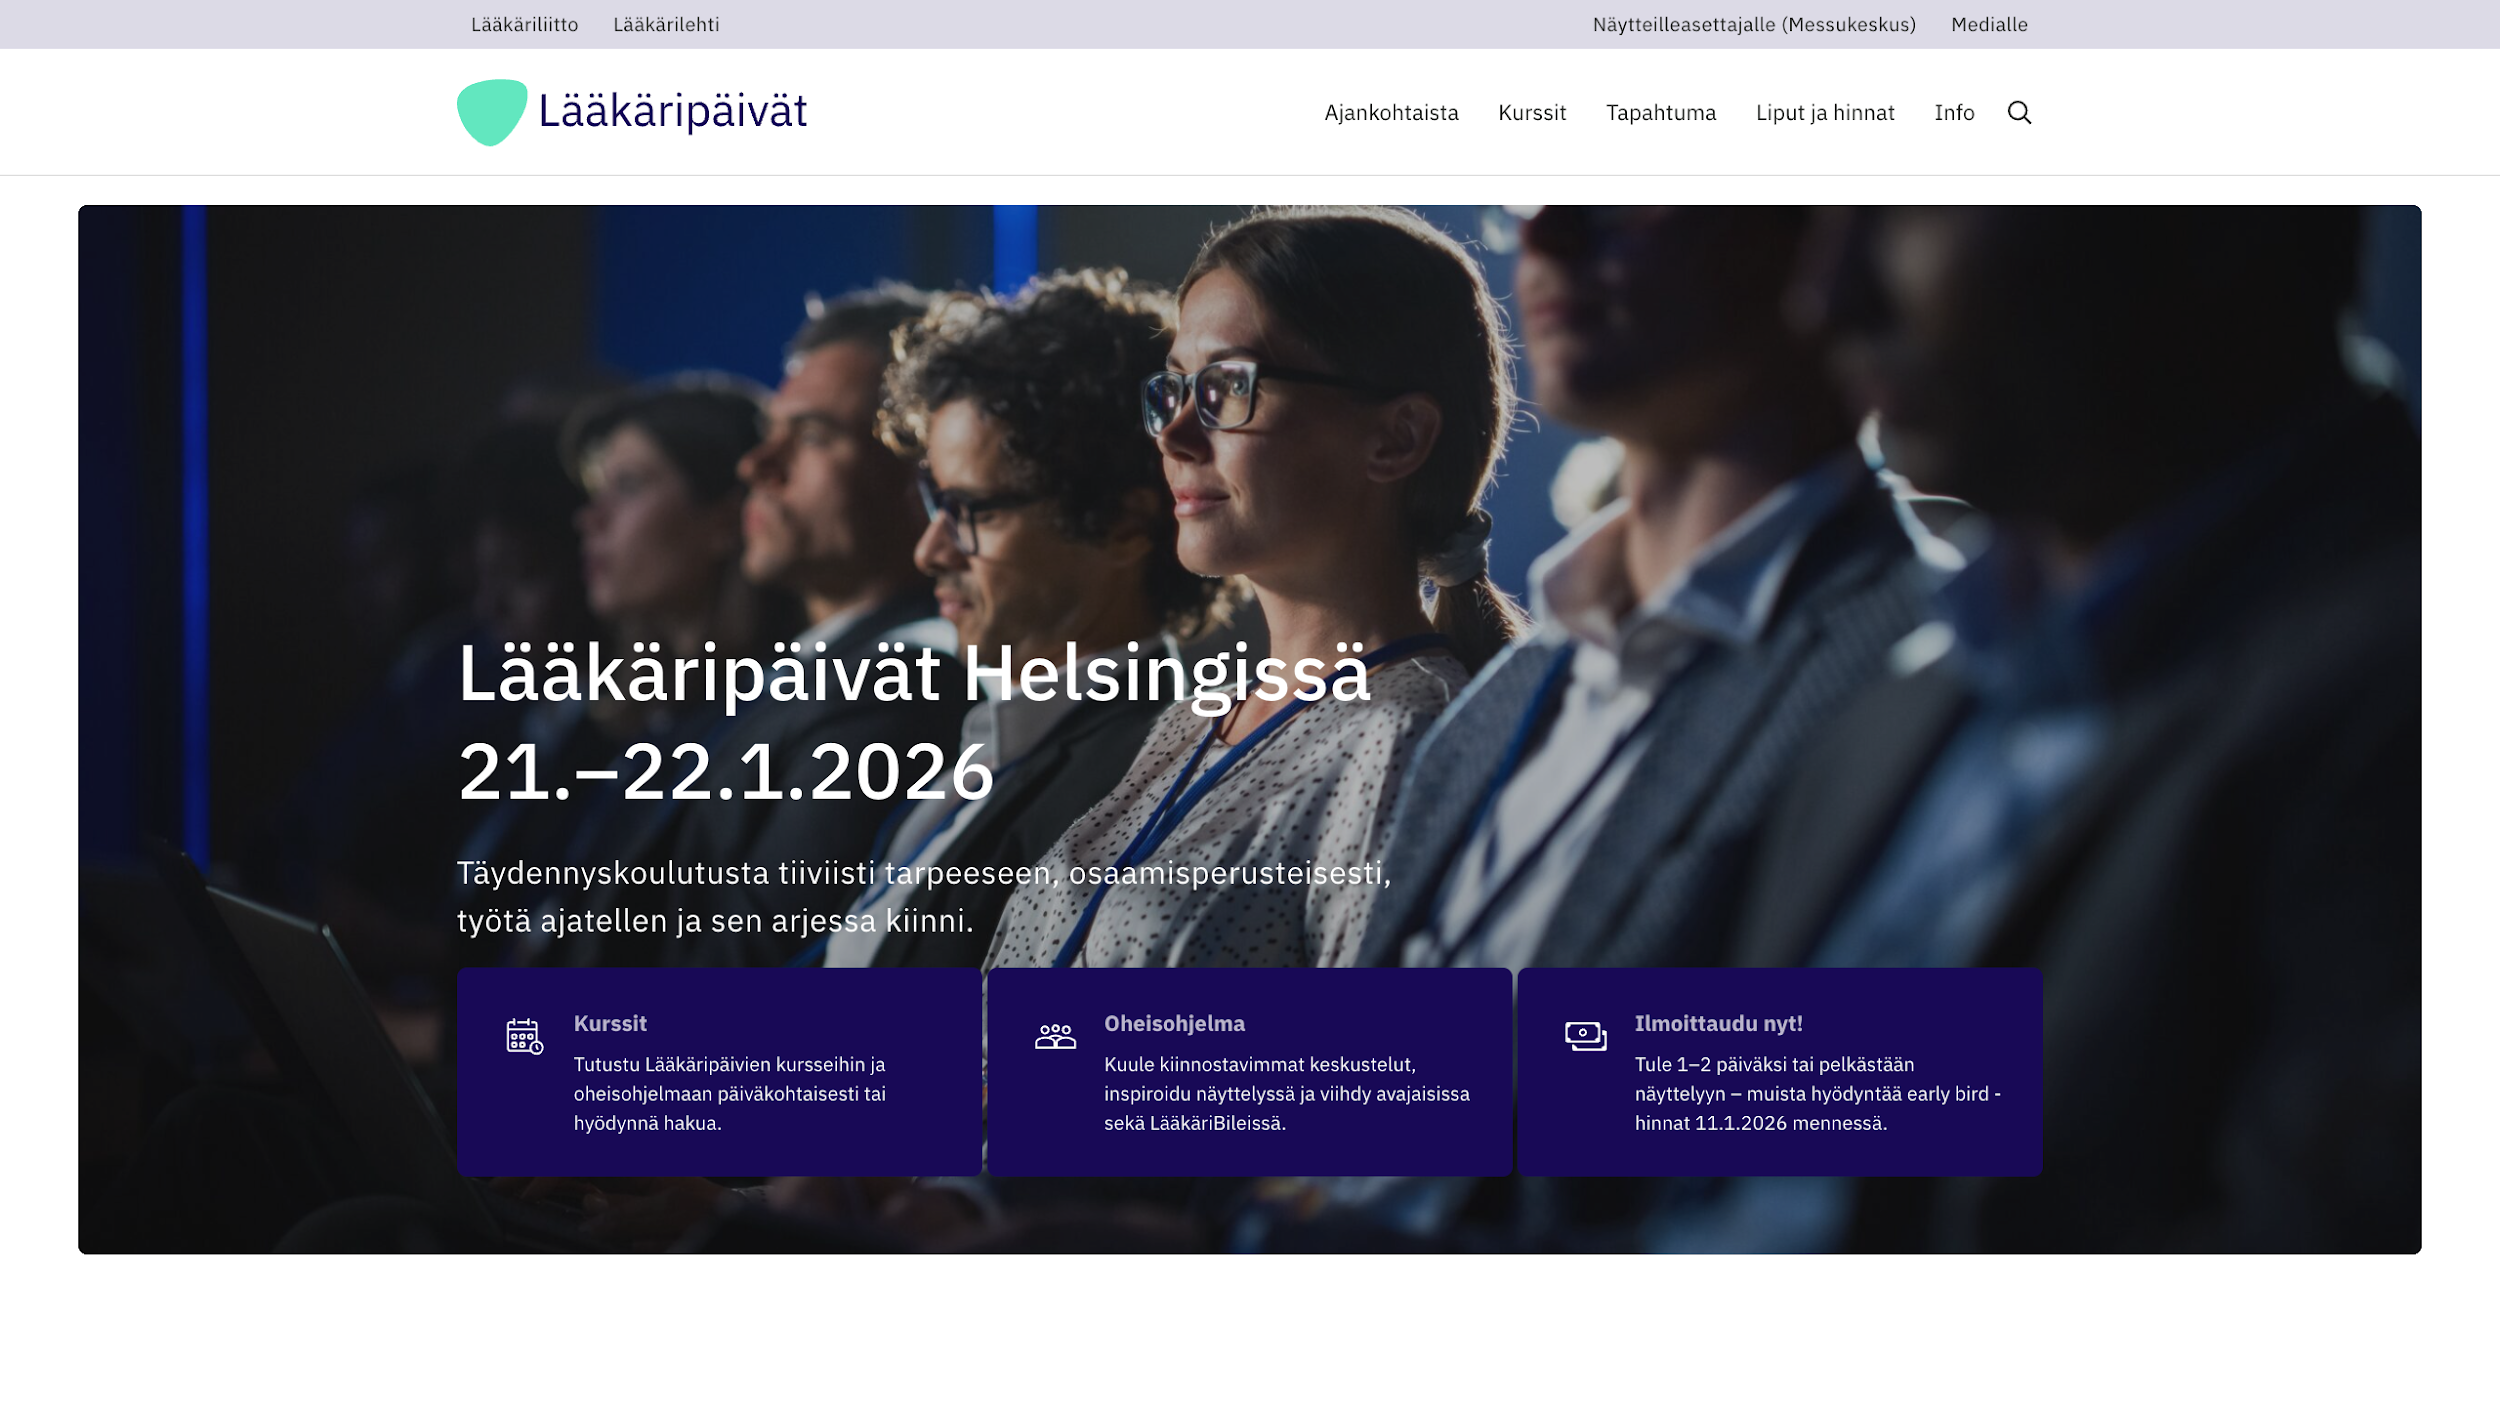 Lääkäriliitto Lääkärilehti Näytteilleasettajalle (Messukeskus) Medialle
Lääkäripäivät Ajankohtaista Kurssit Tapahtuma Liput ja hinnat Info
Lääkäripäivät Helsingissä
21.–22.1.2026
Täydennyskoulutusta tiiviisti tarpeeseen, osaamisperusteisesti,
työtä ajatellen ja sen arjessa kiinni.
Kurssit
Tutustu Lääkäripäivien kursseihin ja
oheisohjelmaan päiväkohtaisesti tai
hyödynnä hakua.
Oheisohjelma
Kuule kiinnostavimmat keskustelut,
inspiroidu näyttelyssä ja viihdy avajaisissa
sekä LääkäriBileissä.
Ilmoittaudu nyt!
Tule 1–2 päiväksi tai pelkästään
näyttelyyn – muista hyödyntää early bird -
hinnat 11.1.2026 mennessä.